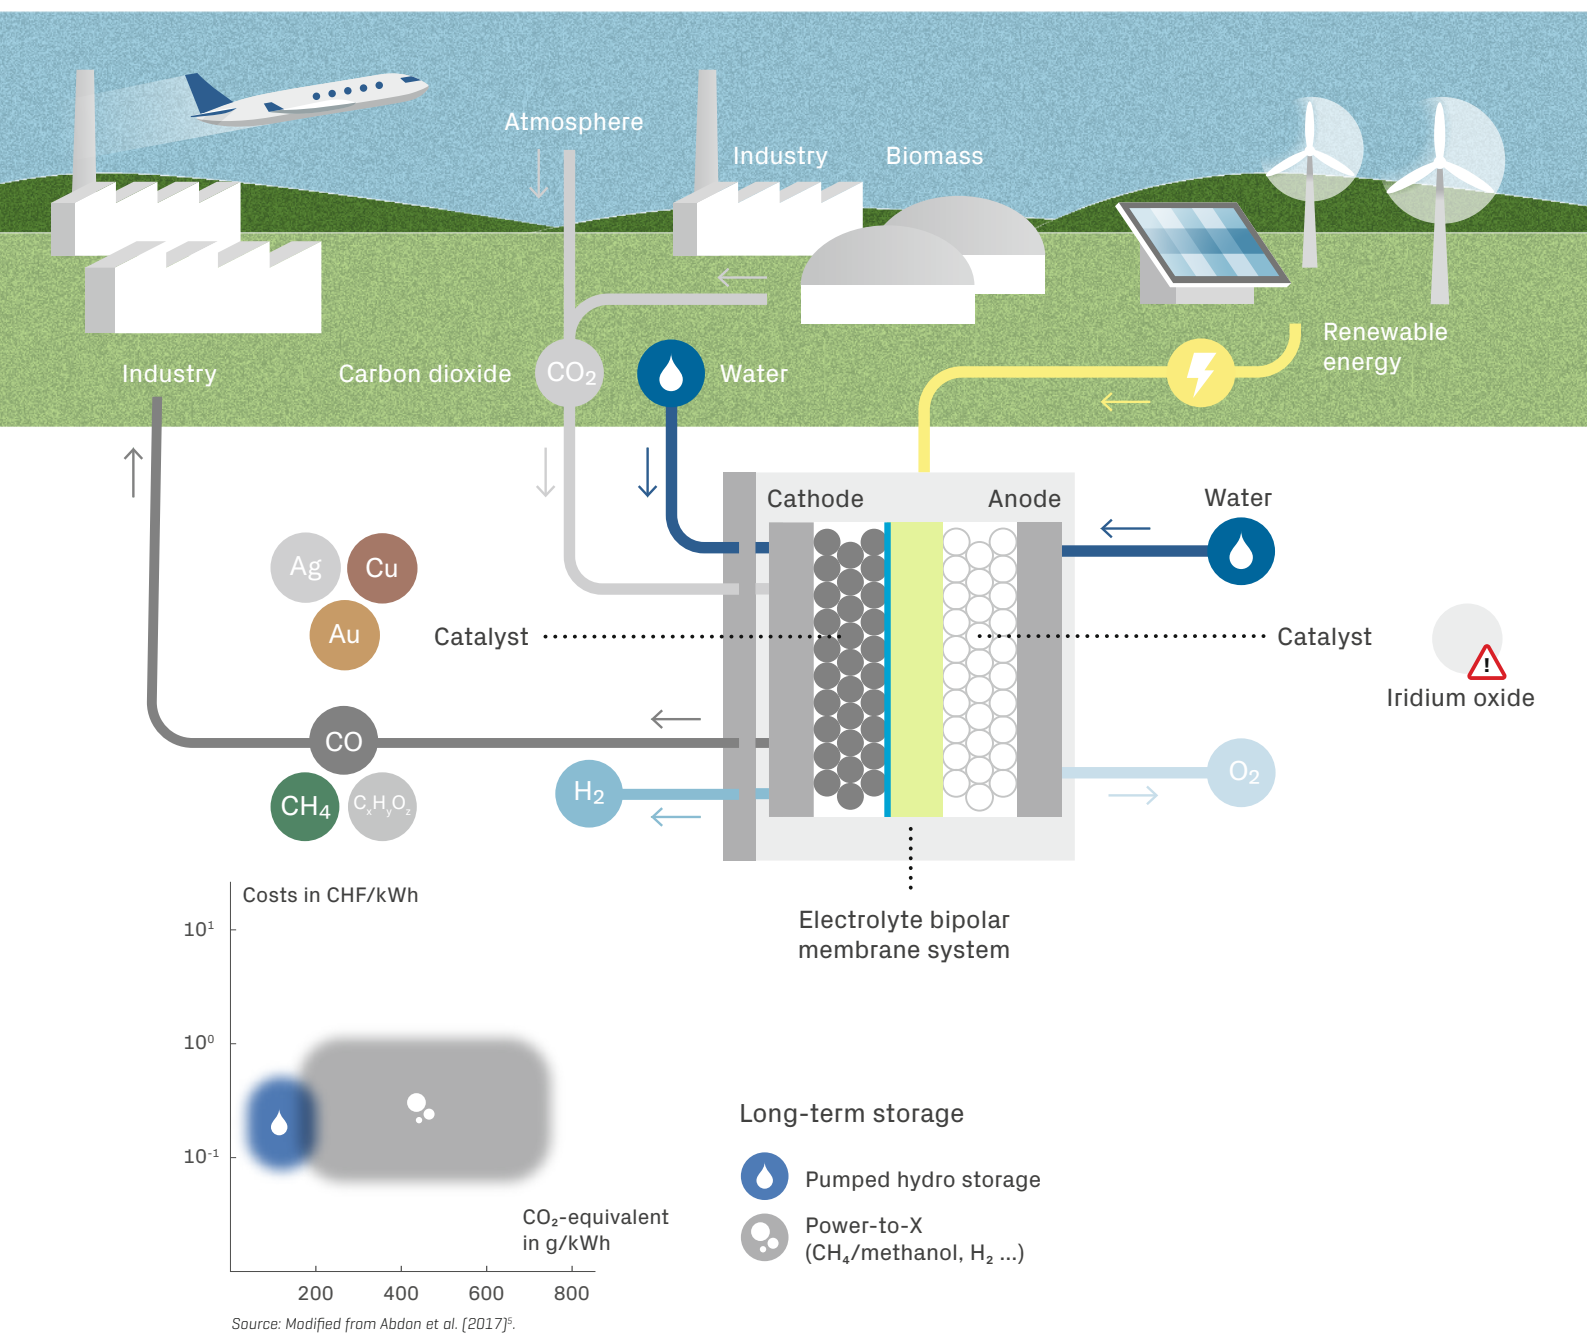 Atmosphere
Industry
Biomass
Renewable
energy
Industry
Carbon dioxide
CO₂
Water
Cathode
Anode
Water
Ag
Cu
Au
Catalyst
Catalyst
Iridium oxide
!
CO
CH₄
CₓHᵧO𝓏
H₂
O₂
Electrolyte bipolar
membrane system
Costs in CHF/kWh
10¹
10⁰
10⁻¹
CO₂-equivalent
in g/kWh
200 400 600 800
Source: Modified from Abdon et al. (2017)⁵.
Long-term storage
Pumped hydro storage
Power-to-X
(CH₄/methanol, H₂ ...)